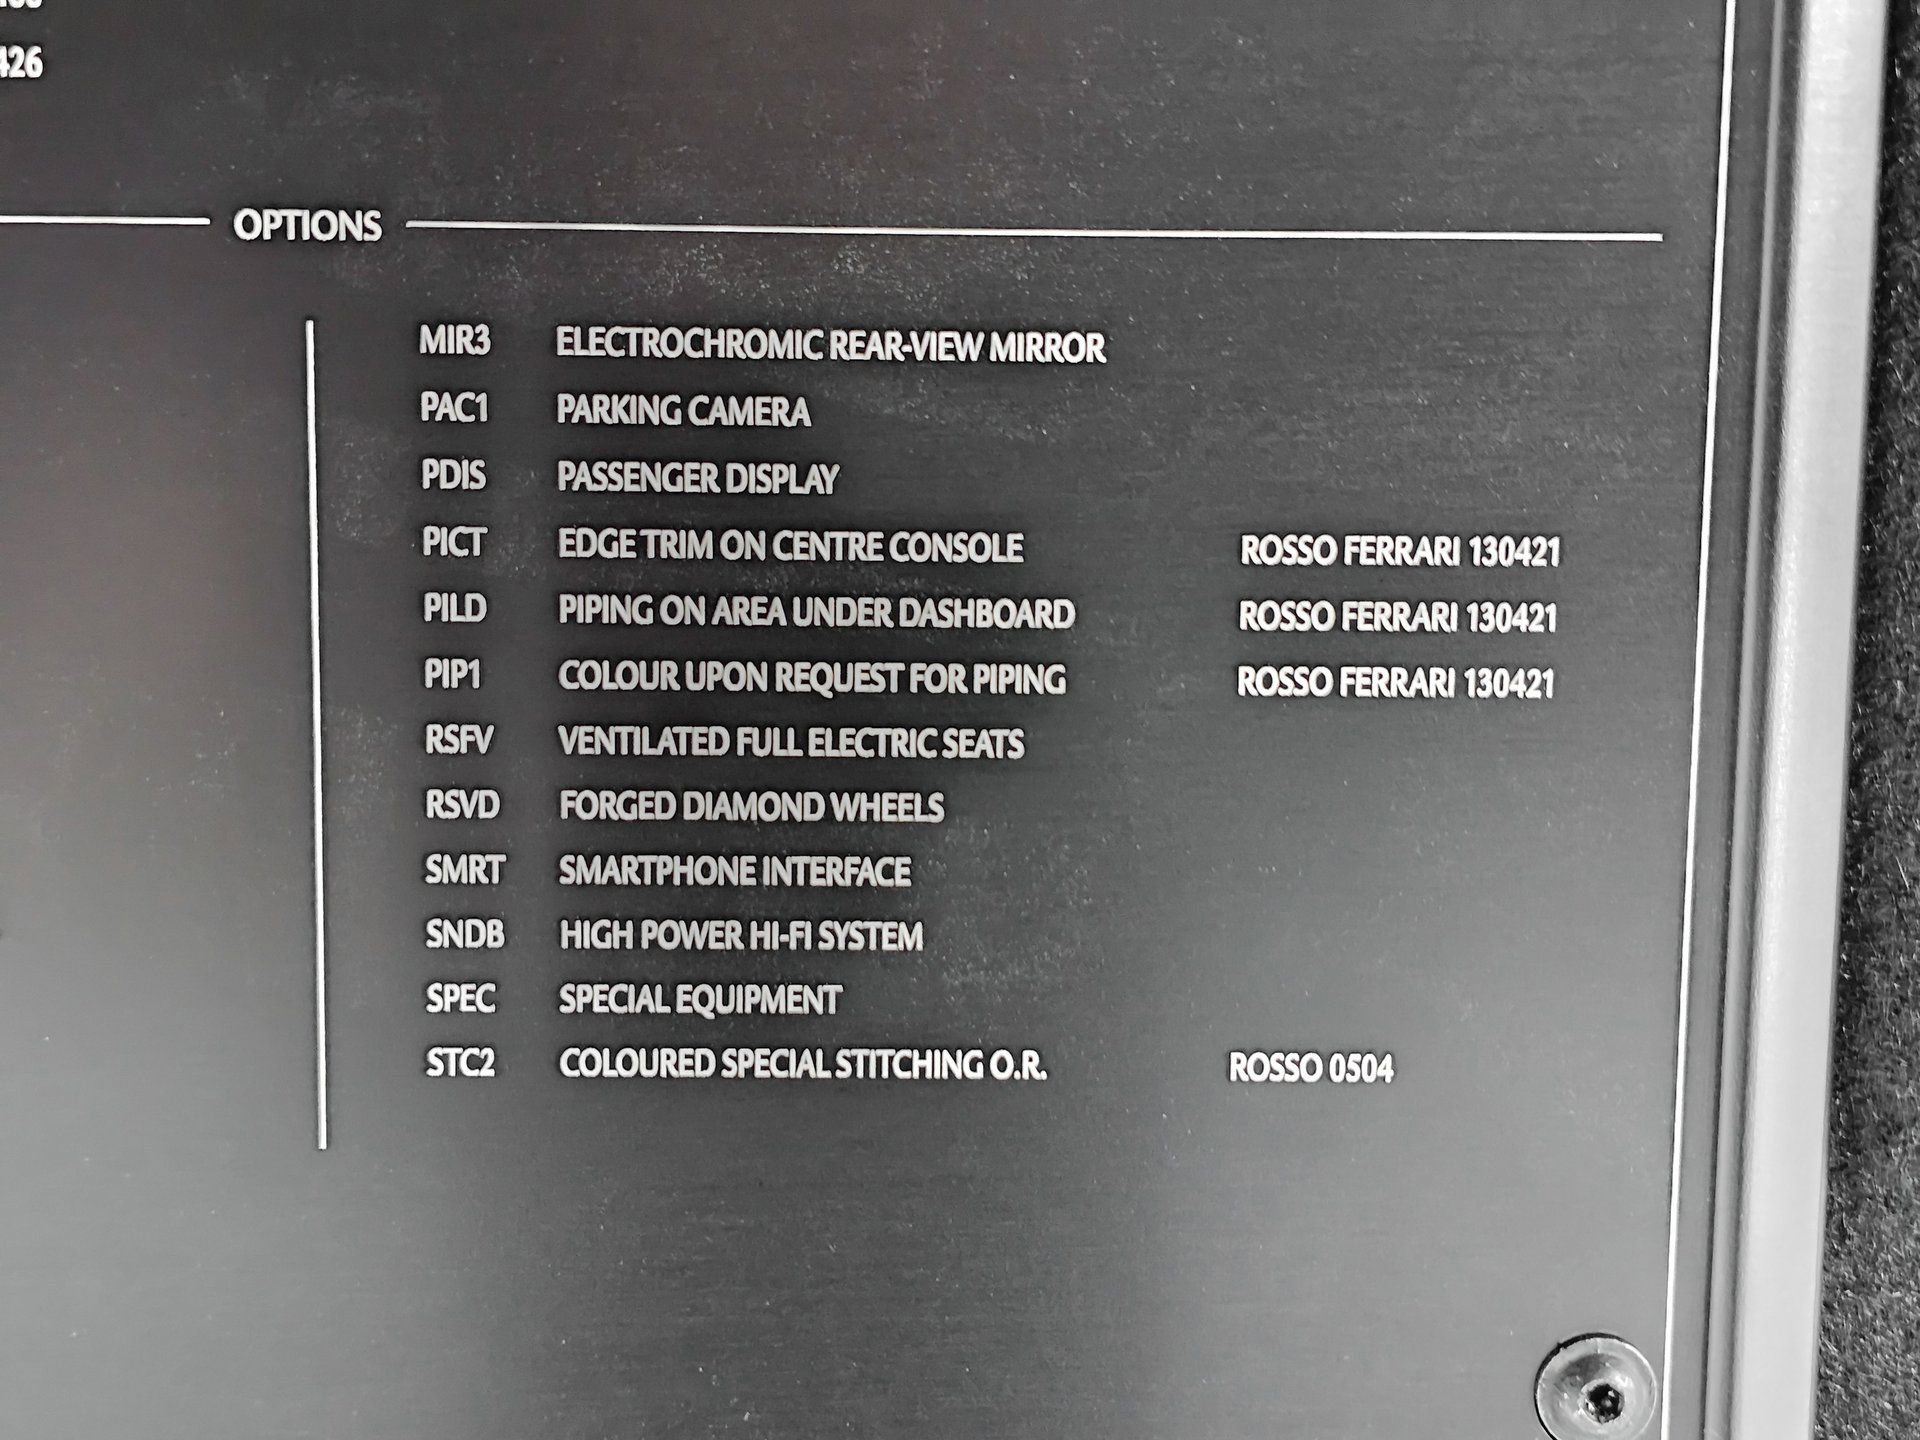 426
OPTIONS
MIR3 ELECTROCHROMIC REAR-VIEW MIRROR
PAC1 PARKING CAMERA
PDIS PASSENGER DISPLAY
PICT EDGE TRIM ON CENTRE CONSOLE ROSSO FERRARI 130421
PILD PIPING ON AREA UNDER DASHBOARD ROSSO FERRARI 130421
PIP1 COLOUR UPON REQUEST FOR PIPING ROSSO FERRARI 130421
RSFV VENTILATED FULL ELECTRIC SEATS
RSVD FORGED DIAMOND WHEELS
SMRT SMARTPHONE INTERFACE
SNDB HIGH POWER HI-FI SYSTEM
SPEC SPECIAL EQUIPMENT
STC2 COLOURED SPECIAL STITCHING O.R. ROSSO 0504